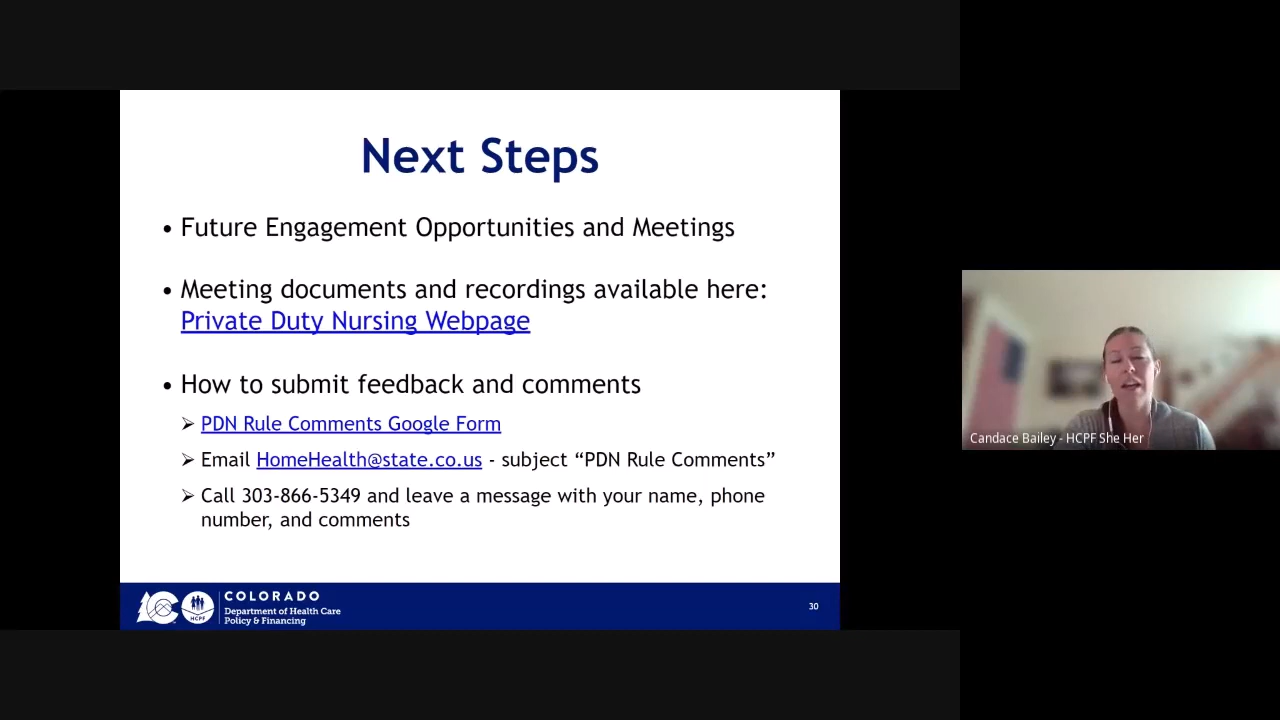 Next Steps
• Future Engagement Opportunities and Meetings
• Meeting documents and recordings available here:
Private Duty Nursing Webpage
• How to submit feedback and comments
➢ PDN Rule Comments Google Form
➢ Email HomeHealth@state.co.us - subject “PDN Rule Comments”
➢ Call 303-866-5349 and leave a message with your name, phone
number, and comments
HCPF
COLORADO
Department of Health Care
Policy & Financing
30
Candace Bailey - HCPF She Her